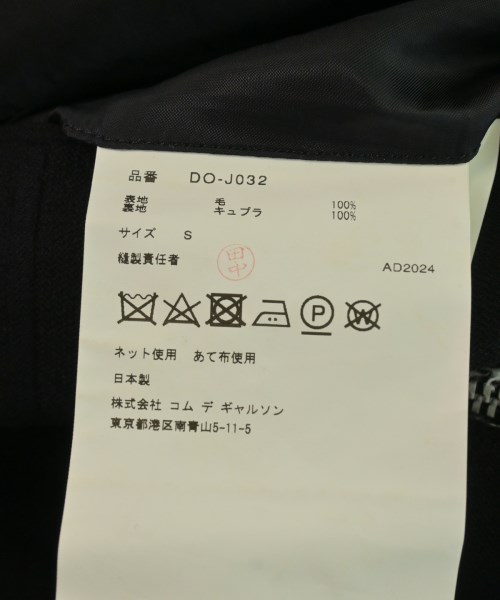 品番 DO-J032
表地 毛 100%
裏地 キュプラ 100%
サイズ S
縫製責任者 田中
AD2024
P W
ネット使用 あて布使用
日本製
株式会社 コム デ ギャルソン
東京都港区南青山5-11-5